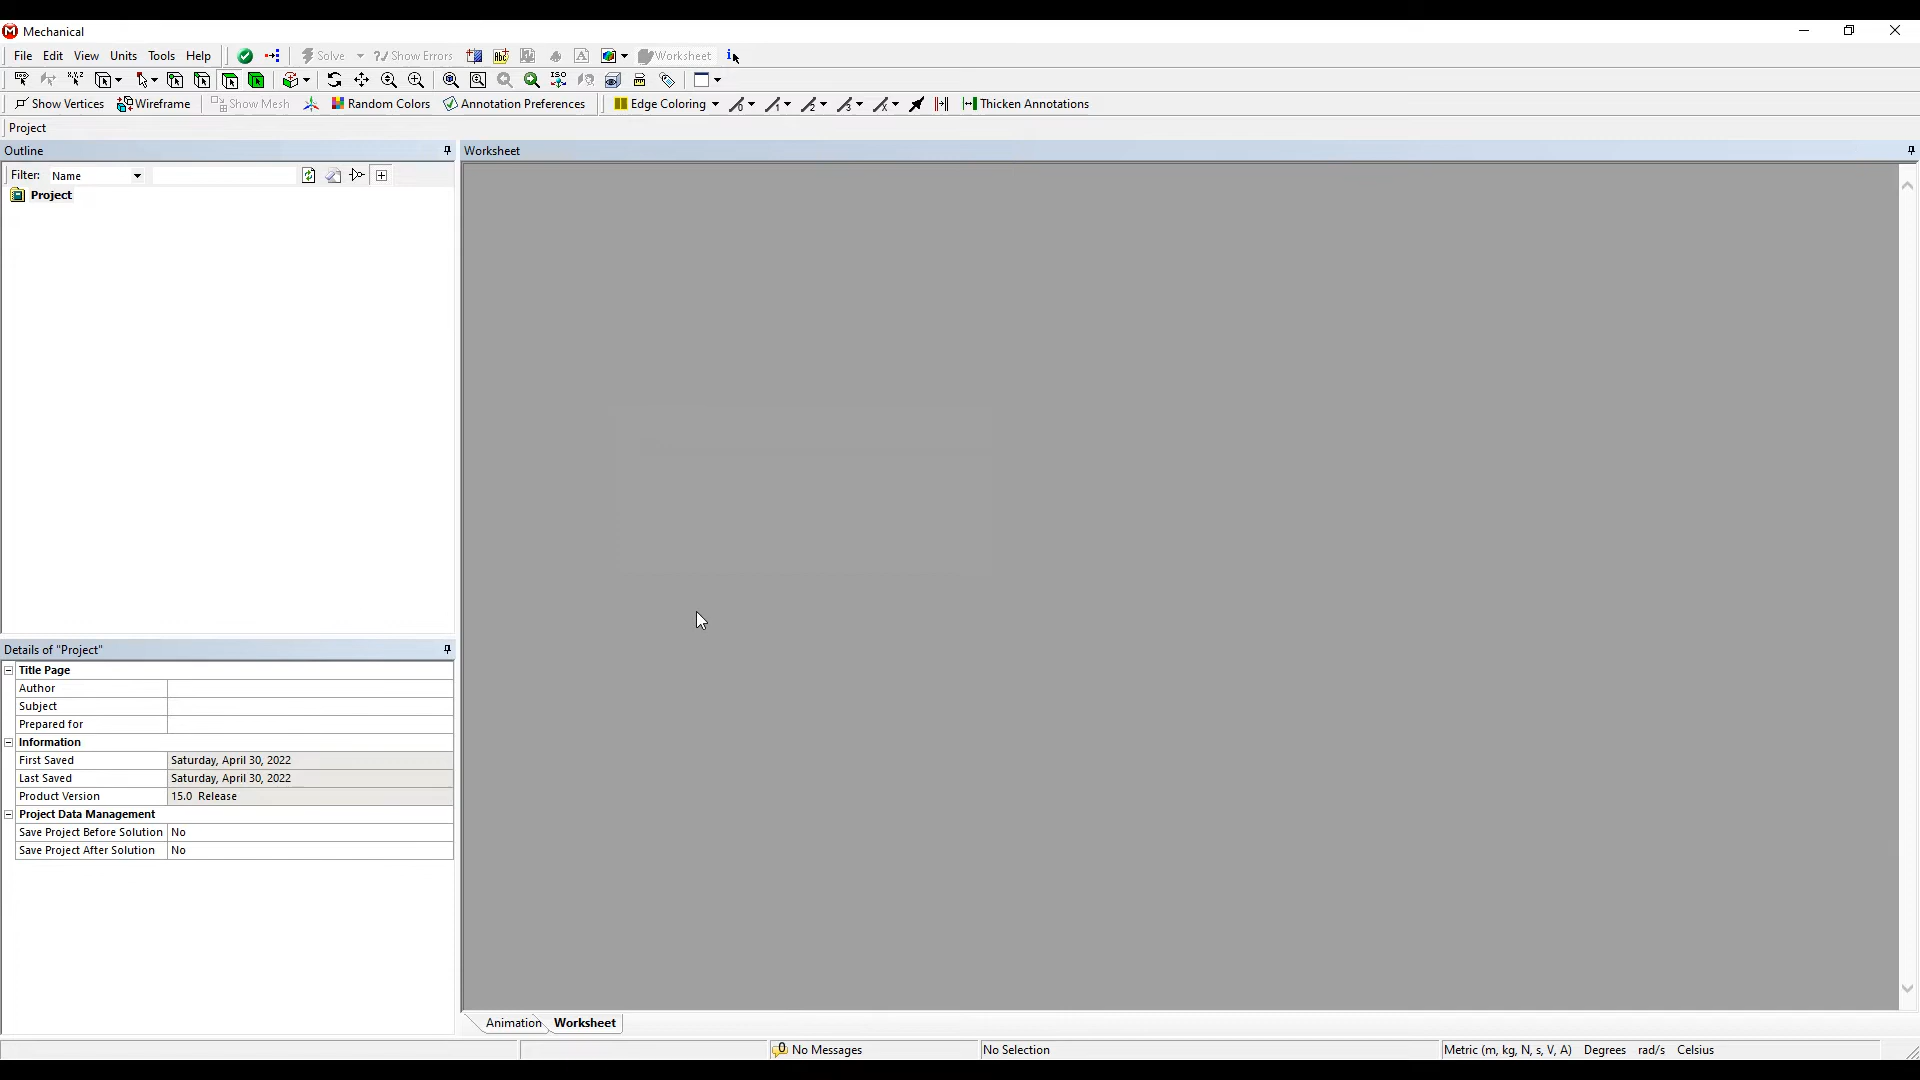 Mechanical
File Edit View Units Tools Help Solve Show Errors Worksheet
Show Vertices Wireframe Show Mesh Random Colors Annotation Preferences Edge Coloring Thicken Annotations
Project
Outline
Worksheet
Filter: Name
Project
Details of "Project"
Title Page
Author
Subject
Prepared for
Information
First Saved Saturday, April 30, 2022
Last Saved Saturday, April 30, 2022
Product Version 15.0 Release
Project Data Management
Save Project Before Solution No
Save Project After Solution No
Animation Worksheet
0 No Messages No Selection Metric (m, kg, N, s, V, A) Degrees rad/s Celsius